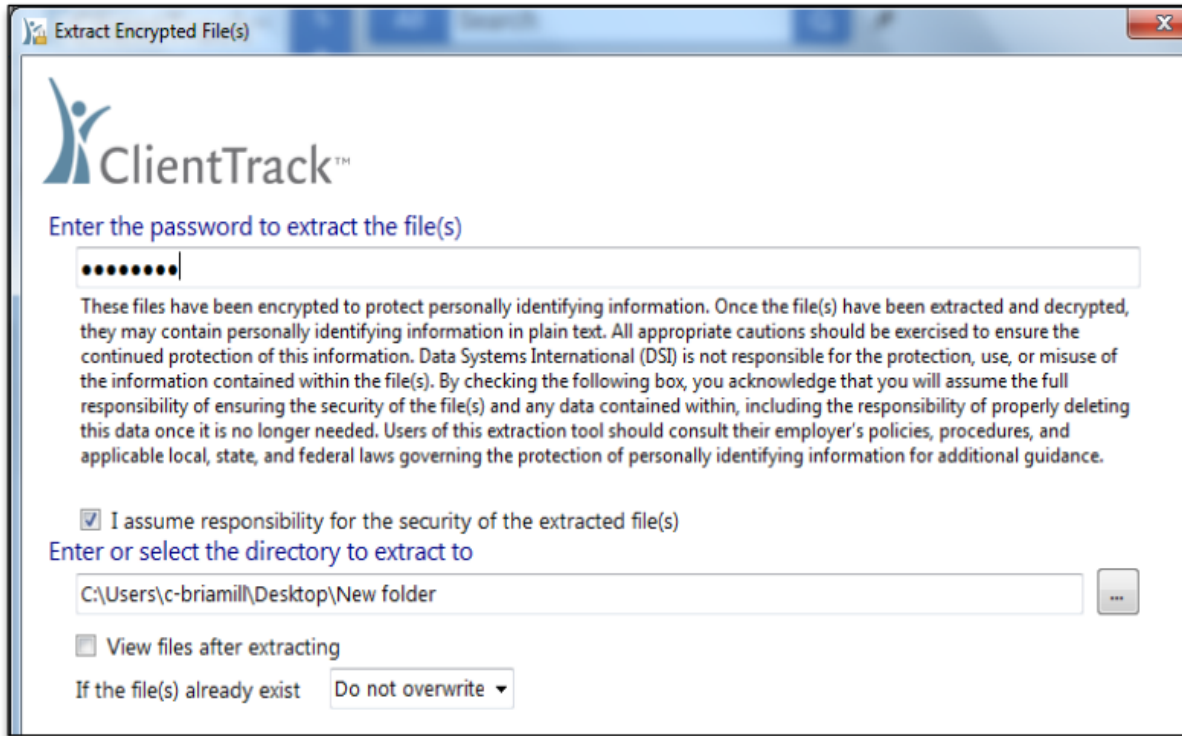 Extract Encrypted File(s)
ClientTrack™
Enter the password to extract the file(s)
••••••••
These files have been encrypted to protect personally identifying information. Once the file(s) have been extracted and decrypted,
they may contain personally identifying information in plain text. All appropriate cautions should be exercised to ensure the
continued protection of this information. Data Systems International (DSI) is not responsible for the protection, use, or misuse of
the information contained within the file(s). By checking the following box, you acknowledge that you will assume the full
responsibility of ensuring the security of the file(s) and any data contained within, including the responsibility of properly deleting
this data once it is no longer needed. Users of this extraction tool should consult their employer's policies, procedures, and
applicable local, state, and federal laws governing the protection of personally identifying information for additional guidance.
I assume responsibility for the security of the extracted file(s)
Enter or select the directory to extract to
C:\Users\c-briamill\Desktop\New folder
...
View files after extracting
If the file(s) already exist Do not overwrite